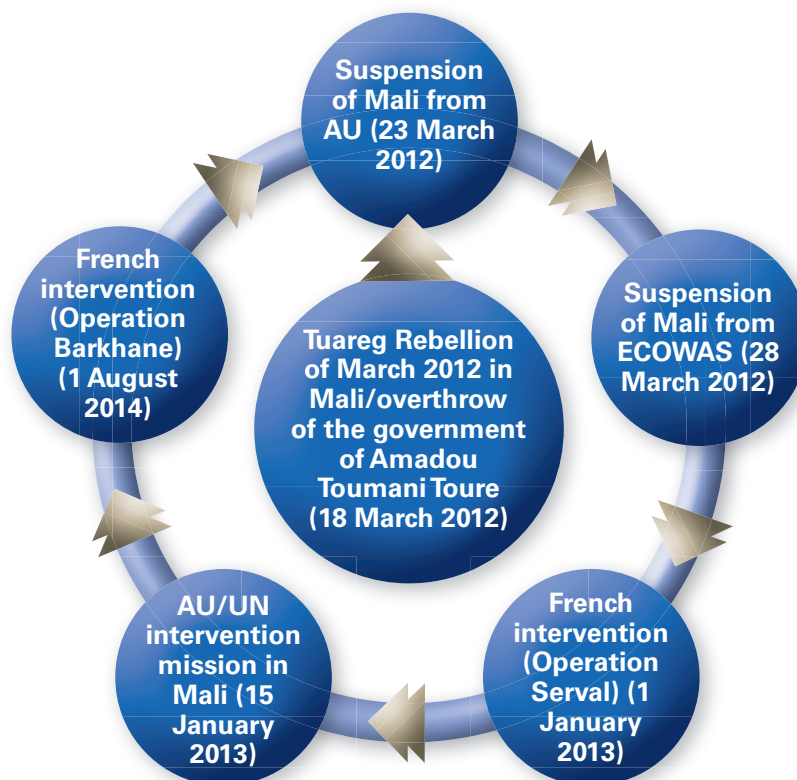 Suspension
of Mali from
AU (23 March
2012)
Suspension
of Mali from
ECOWAS (28
March 2012)
French
intervention
(Operation
Serval) (1
January
2013)
AU/UN
intervention
mission in
Mali (15
January
2013)
French
intervention
(Operation
Barkhane)
(1 August
2014)
Tuareg Rebellion
of March 2012 in
Mali/overthrow
of the government
of Amadou
Toumani Toure
(18 March 2012)